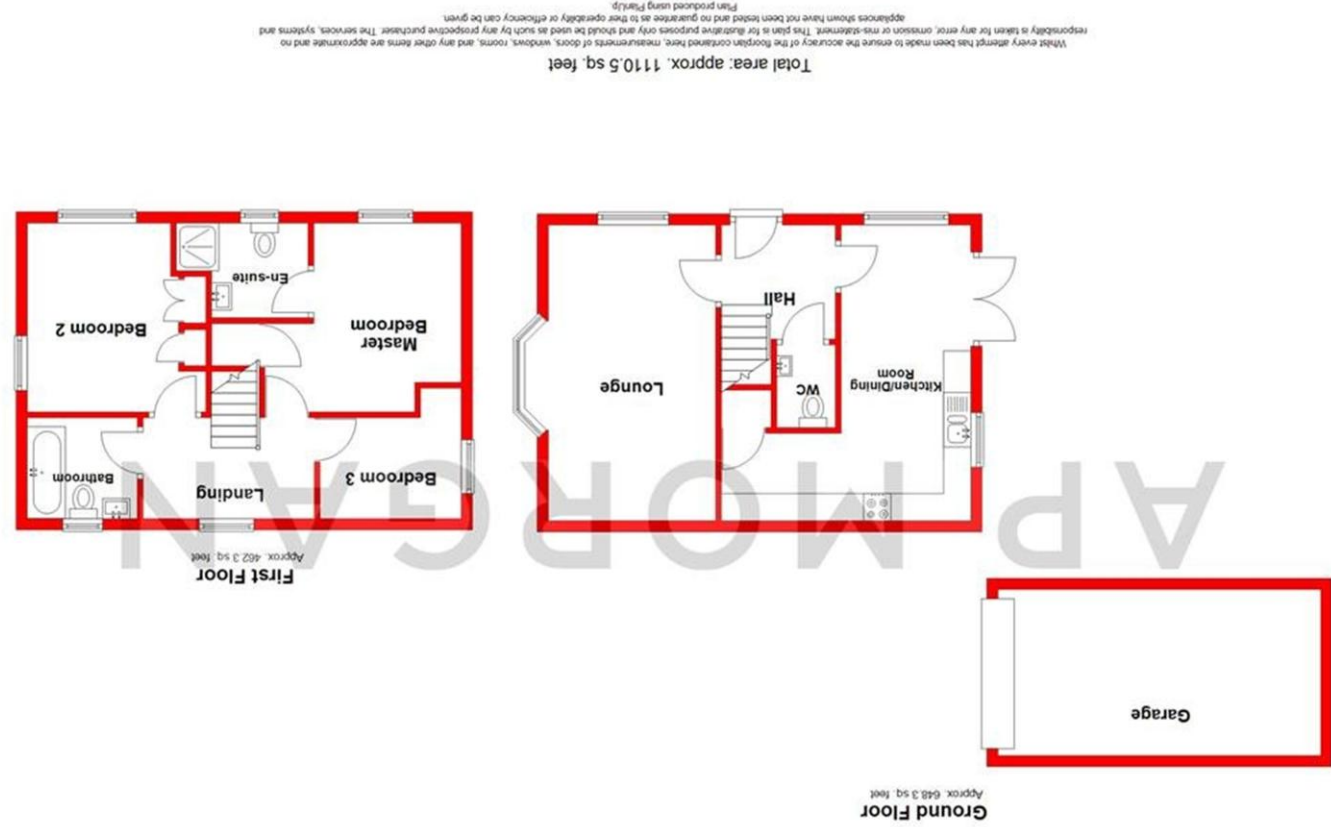 Ground Floor
Approx. 648.3 sq. feet
Garage
First Floor
Approx. 462.3 sq. feet
A P MORGAN
Kitchen/Dining
Room
WC
Lounge
Hall
Bedroom 3
Landing
Bathroom
Master
Bedroom
Bedroom 2
En-suite
Total area: approx. 1110.5 sq. feet
Whilst every attempt has been made to ensure the accuracy of the floorplan contained here, measurements of doors, windows, rooms, and any other items are approximate and no
responsibility is taken for any error, omission or mis-statement. This plan is for illustrative purposes only and should be used as such by any prospective purchaser. The services, systems and
appliances shown have not been tested and no guarantee as to their operability or efficiency can be given.
Plan produced using PlanUp.